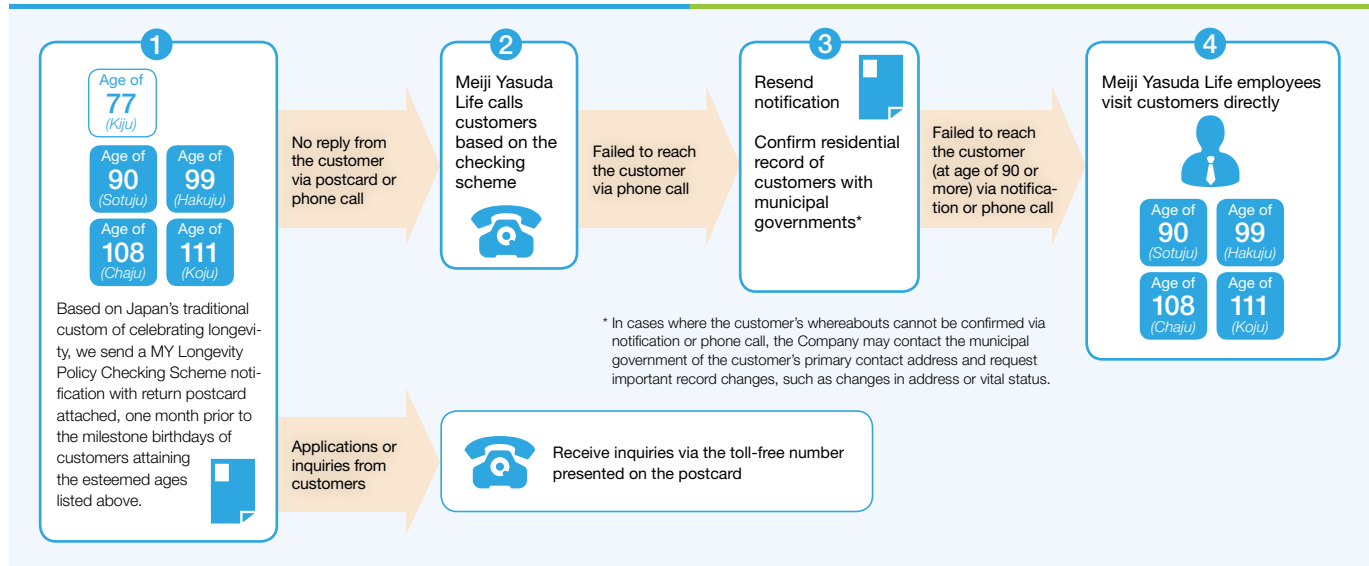 1
Age of
77
(Kiju)
Age of
90
(Sotuju)
Age of
99
(Hakuju)
Age of
108
(Chaju)
Age of
111
(Koju)
Based on Japan's traditional
custom of celebrating longevi-
ty, we send a MY Longevity
Policy Checking Scheme noti-
fication with return postcard
attached, one month prior to
the milestone birthdays of
customers attaining
the esteemed ages
listed above.
No reply from
the customer
via postcard or
phone call
2
Meiji Yasuda
Life calls
customers
based on the
checking
scheme
Failed to reach
the customer
via phone call
3
Resend
notification
Confirm residential
record of
customers with
municipal
governments*
Failed to reach
the customer
(at age of 90 or
more) via notifica-
tion or phone call
4
Meiji Yasuda Life employees
visit customers directly
Age of
90
(Sotuju)
Age of
99
(Hakuju)
Age of
108
(Chaju)
Age of
111
(Koju)
* In cases where the customer's whereabouts cannot be confirmed via
notification or phone call, the Company may contact the municipal
government of the customer's primary contact address and request
important record changes, such as changes in address or vital status.
Applications or
inquiries from
customers
Receive inquiries via the toll-free number
presented on the postcard